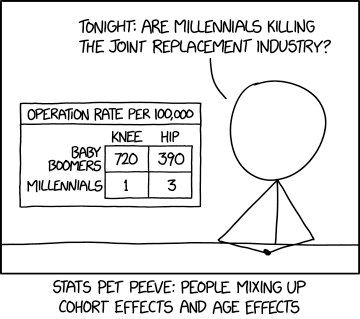 TONIGHT: ARE MILLENNIALS KILLING
THE JOINT REPLACEMENT INDUSTRY?
OPERATION RATE PER 100,000
KNEE HIP
BABY
BOOMERS 720 390
MILLENNIALS 1 3
STATS PET PEEVE: PEOPLE MIXING UP
COHORT EFFECTS AND AGE EFFECTS